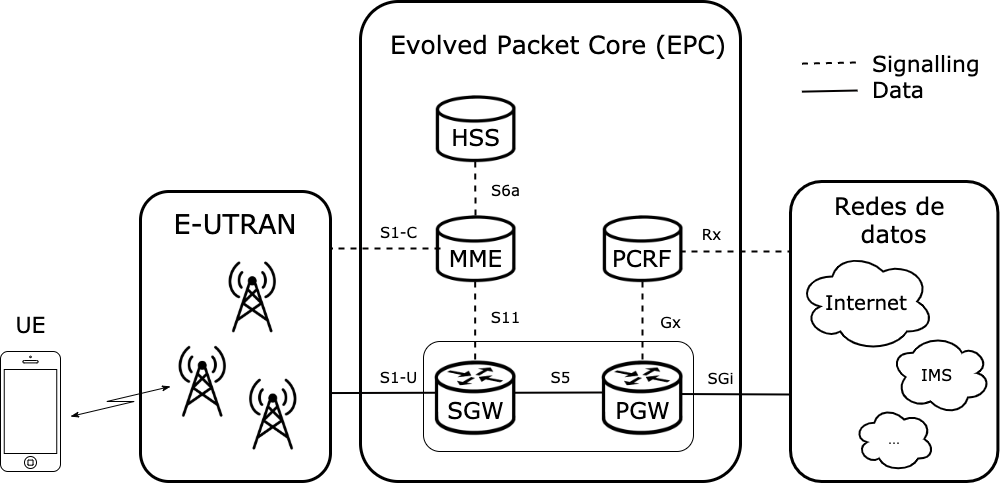 Evolved Packet Core (EPC)
Signalling
Data
HSS
S6a
E-UTRAN
S1-C
MME
PCRF
Rx
Redes de
datos
Internet
S11
Gx
UE
S1-U
SGW
S5
PGW
SGi
IMS
...